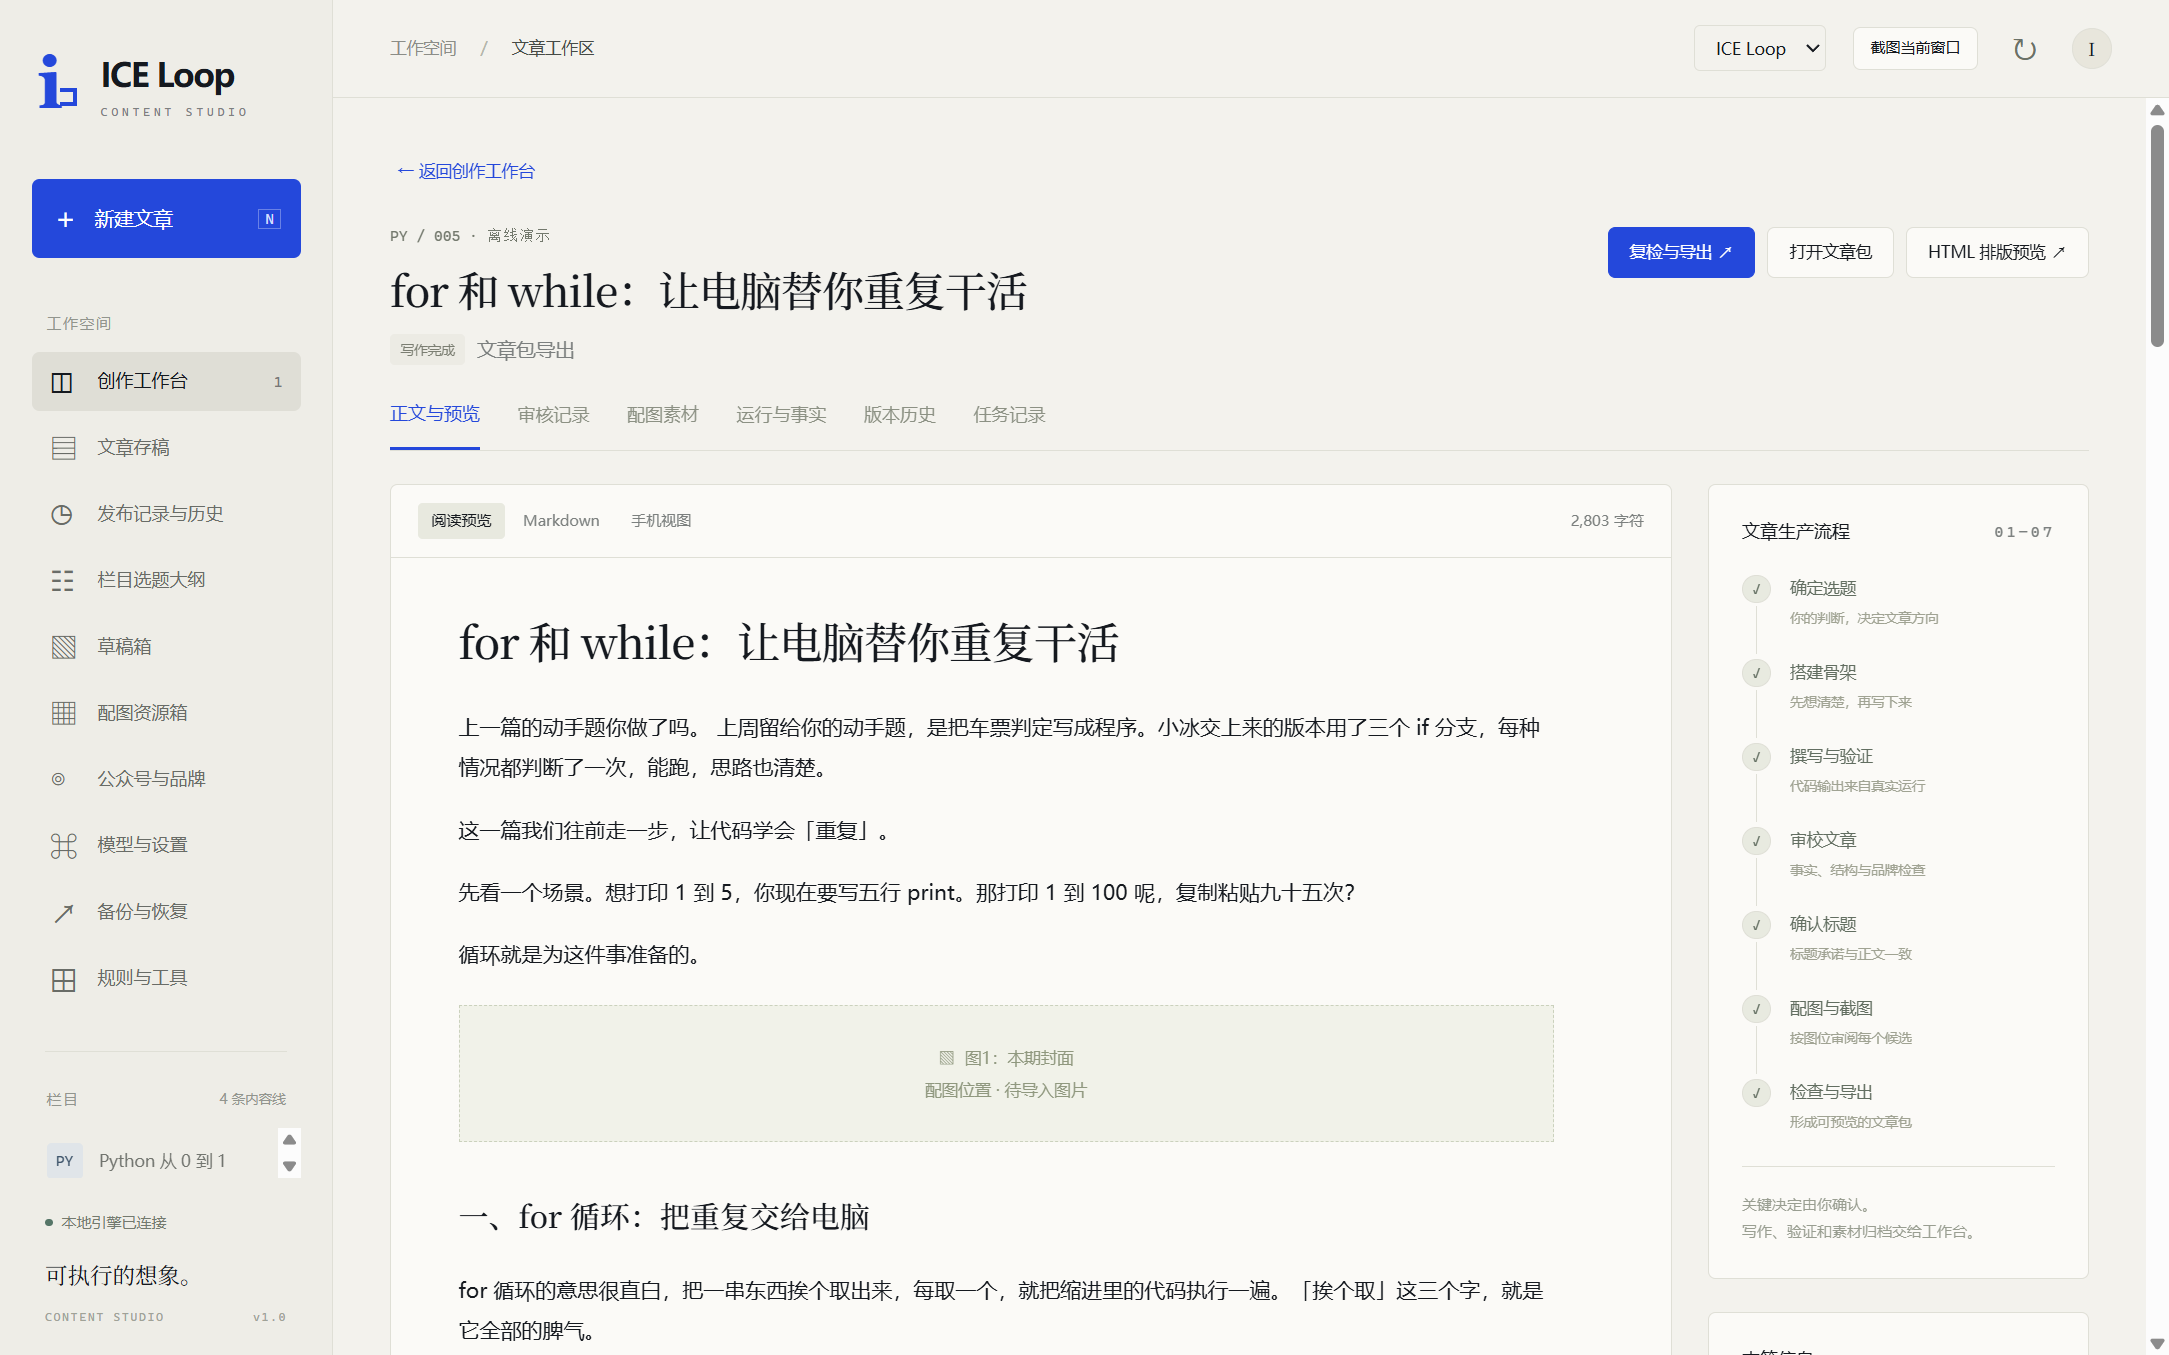 ICE Loop
CONTENT STUDIO
+ 新建文章 N
工作空间
创作工作台 1
文章存稿
发布记录与历史
栏目选题大纲
草稿箱
配图资源箱
公众号与品牌
模型与设置
备份与恢复
规则与工具
栏目 4 条内容线
PY Python 从 0 到 1
本地引擎已连接
可执行的想象。
CONTENT STUDIO v1.0
工作空间 / 文章工作区
ICE Loop
截图当前窗口
I
← 返回创作工作台
PY / 005 · 离线演示
for 和 while：让电脑替你重复干活
写作完成 文章包导出
复检与导出 ↗
打开文章包
HTML 排版预览 ↗
正文与预览 审核记录 配图素材 运行与事实 版本历史 任务记录
阅读预览 Markdown 手机视图 2,803 字符
for 和 while：让电脑替你重复干活
上一篇的动手题你做了吗。 上周留给你的动手题，是把车票判定写成程序。小冰交上来的版本用了三个 if 分支，每种
情况都判断了一次，能跑，思路也清楚。
这一篇我们往前走一步，让代码学会「重复」。
先看一个场景。想打印 1 到 5，你现在要写五行 print。那打印 1 到 100 呢，复制粘贴九十五次？
循环就是为这件事准备的。
图1：本期封面
配图位置 · 待导入图片
一、for 循环：把重复交给电脑
for 循环的意思很直白，把一串东西挨个取出来，每取一个，就把缩进里的代码执行一遍。「挨个取」这三个字，就是
它全部的脾气。
文章生产流程 01—07
✓ 确定选题
你的判断，决定文章方向
✓ 搭建骨架
先想清楚，再写下来
✓ 撰写与验证
代码输出来自真实运行
✓ 审校文章
事实、结构与品牌检查
✓ 确认标题
标题承诺与正文一致
✓ 配图与截图
按图位审阅每个候选
✓ 检查与导出
形成可预览的文章包
关键决定由你确认。
写作、验证和素材归档交给工作台。